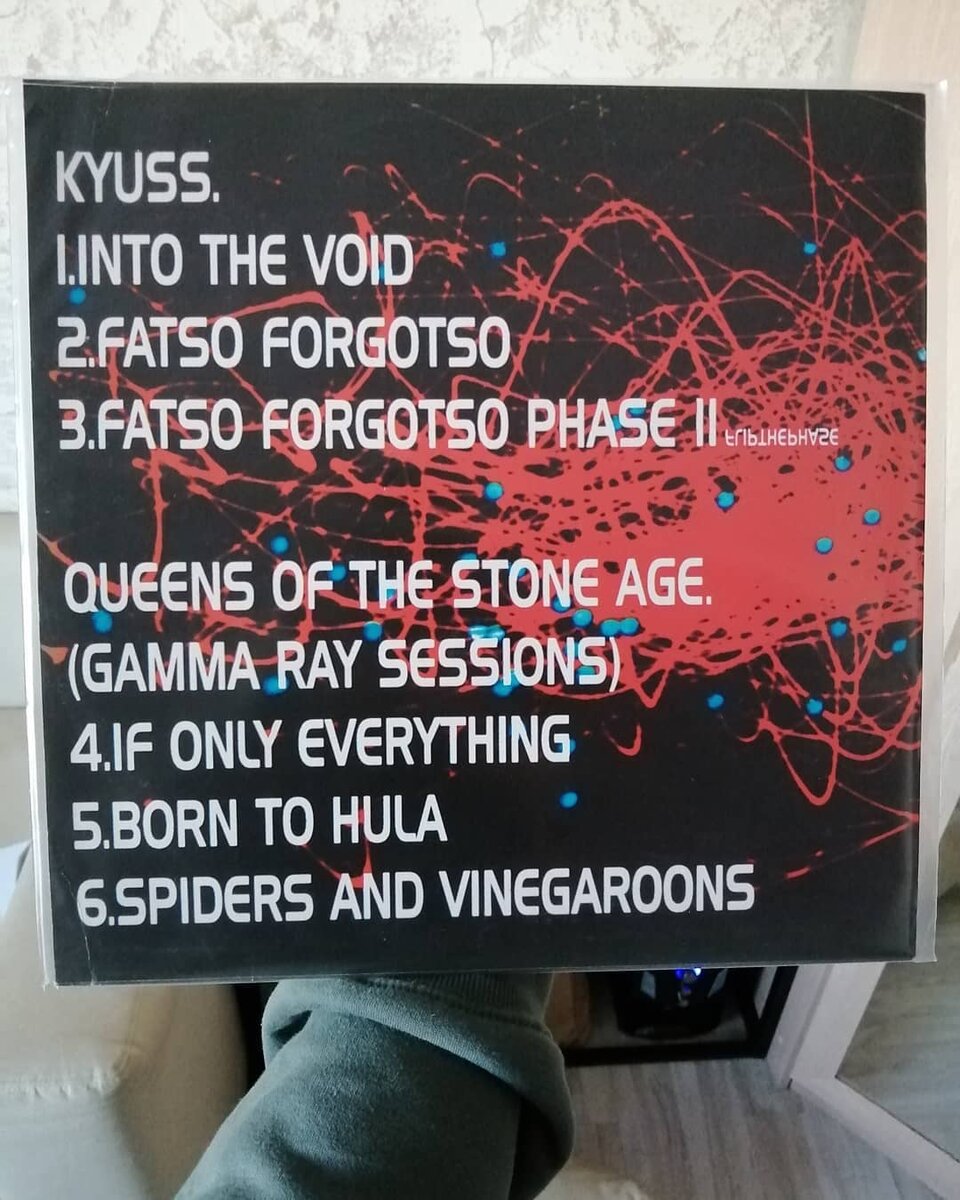 KYUSS.
1.INTO THE VOID
2.FATSO FORGOTSO
3.FATSO FORGOTSO PHASE II FLIPTHEPHASE
QUEENS OF THE STONE AGE.
(GAMMA RAY SESSIONS)
4.IF ONLY EVERYTHING
5.BORN TO HULA
6.SPIDERS AND VINEGAROONS